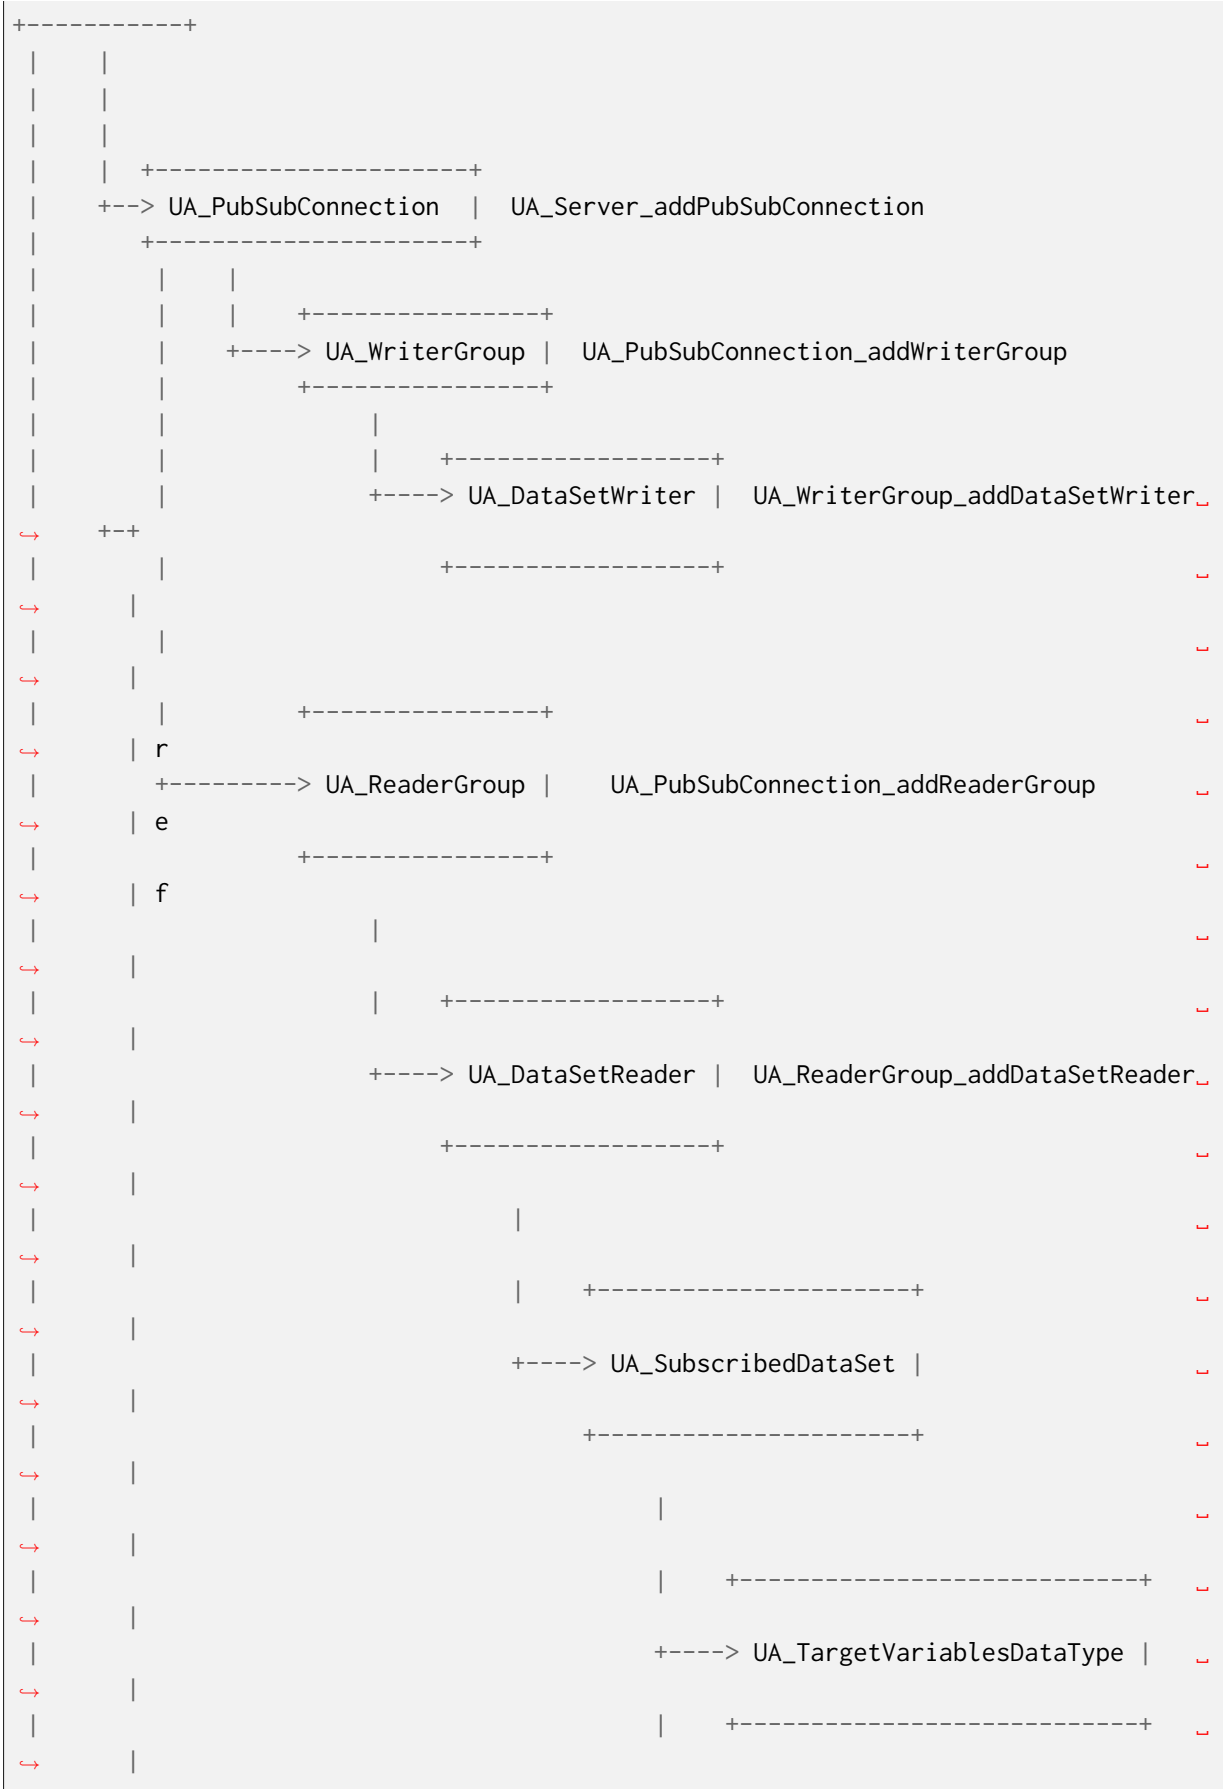 +-----------+
 |    |
 |    |
 |    |
 |    |  +----------------------+
 |    +--> UA_PubSubConnection  |  UA_Server_addPubSubConnection
 |       +----------------------+
 |        |    |
 |        |    |    +----------------+
 |        |    +----> UA_WriterGroup |  UA_PubSubConnection_addWriterGroup
 |        |         +----------------+
 |        |              |
 |        |              |    +------------------+
 |        |              +----> UA_DataSetWriter |  UA_WriterGroup_addDataSetWriter␣
↪    +-+
 |        |                   +------------------+                                 ␣
↪      |
 |        |                                                                        ␣
↪      |
 |        |         +----------------+                                             ␣
↪      | r
 |        +---------> UA_ReaderGroup |    UA_PubSubConnection_addReaderGroup       ␣
↪      | e
 |                  +----------------+                                             ␣
↪      | f
 |                       |                                                         ␣
↪      |
 |                       |    +------------------+                                 ␣
↪      |
 |                       +----> UA_DataSetReader |  UA_ReaderGroup_addDataSetReader␣
↪      |
 |                            +------------------+                                 ␣
↪      |
 |                                 |                                               ␣
↪      |
 |                                 |    +----------------------+                   ␣
↪      |
 |                                 +----> UA_SubscribedDataSet |                   ␣
↪      |
 |                                      +----------------------+                   ␣
↪      |
 |                                           |                                     ␣
↪      |
 |                                           |    +----------------------------+   ␣
↪      |
 |                                           +----> UA_TargetVariablesDataType |   ␣
↪      |
 |                                           |    +----------------------------+   ␣
↪      |